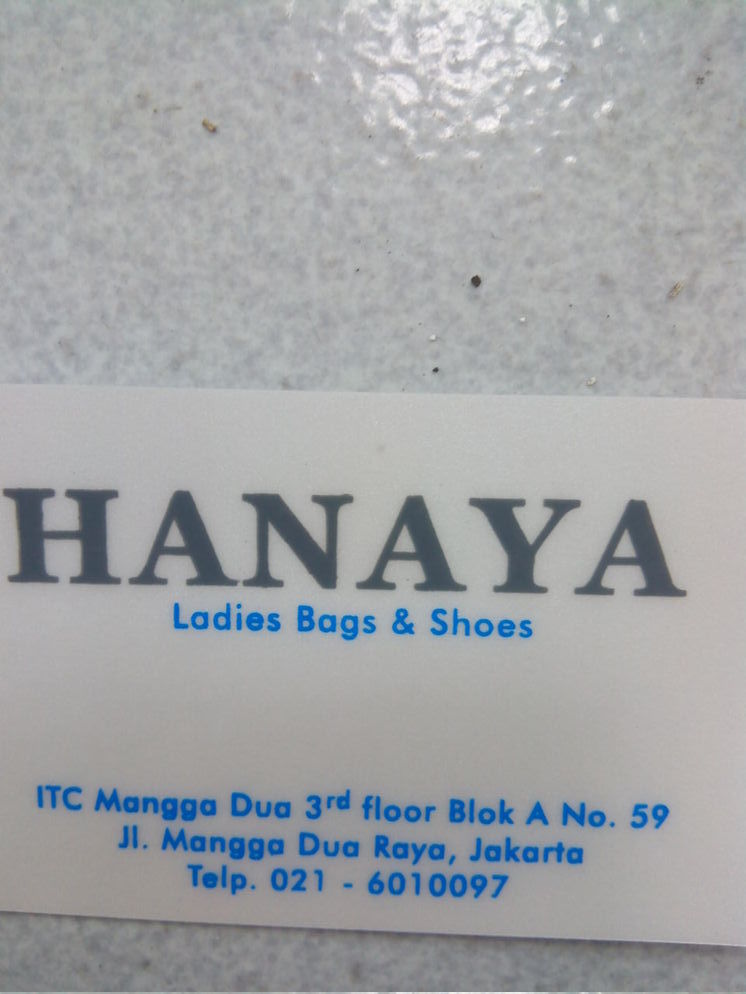 HANAYA
Ladies Bags & Shoes
ITC Mangga Dua 3rd floor Blok A No. 59
Jl. Mangga Dua Raya, Jakarta
Telp. 021 - 6010097